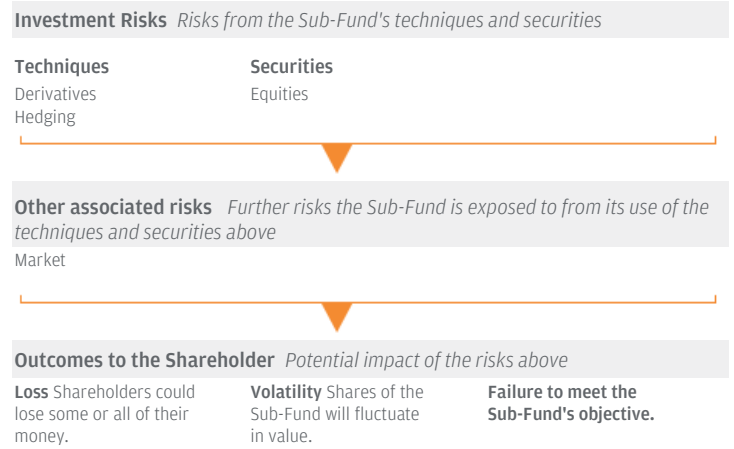 Investment Risks Risks from the Sub-Fund's techniques and securities
Techniques
Derivatives
Hedging
Securities
Equities
Other associated risks Further risks the Sub-Fund is exposed to from its use of the
techniques and securities above
Market
Outcomes to the Shareholder Potential impact of the risks above
Loss Shareholders could
lose some or all of their
money.
Volatility Shares of the
Sub-Fund will fluctuate
in value.
Failure to meet the
Sub-Fund's objective.